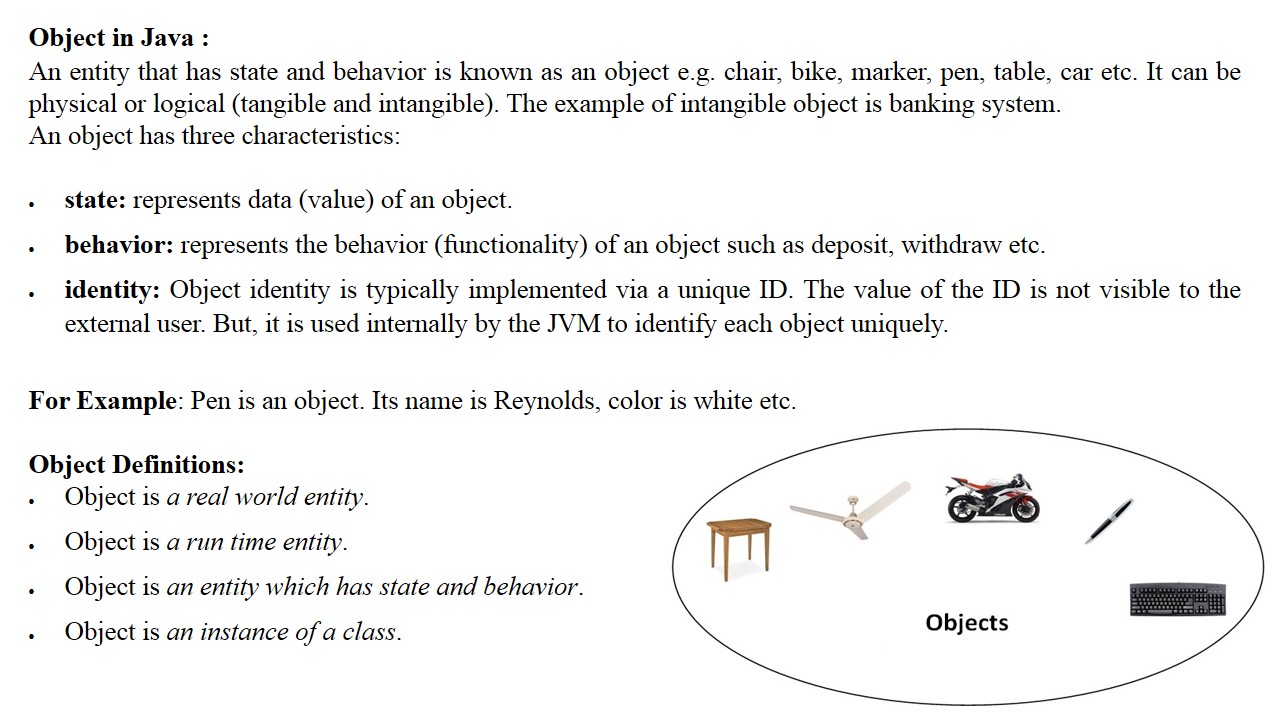 Object in Java :
An entity that has state and behavior is known as an object e.g. chair, bike, marker, pen, table, car etc. It can be
physical or logical (tangible and intangible). The example of intangible object is banking system.
An object has three characteristics:
• state: represents data (value) of an object.
• behavior: represents the behavior (functionality) of an object such as deposit, withdraw etc.
• identity: Object identity is typically implemented via a unique ID. The value of the ID is not visible to the
external user. But, it is used internally by the JVM to identify each object uniquely.
For Example: Pen is an object. Its name is Reynolds, color is white etc.
Object Definitions:
• Object is a real world entity.
• Object is a run time entity.
• Object is an entity which has state and behavior.
• Object is an instance of a class.
Objects